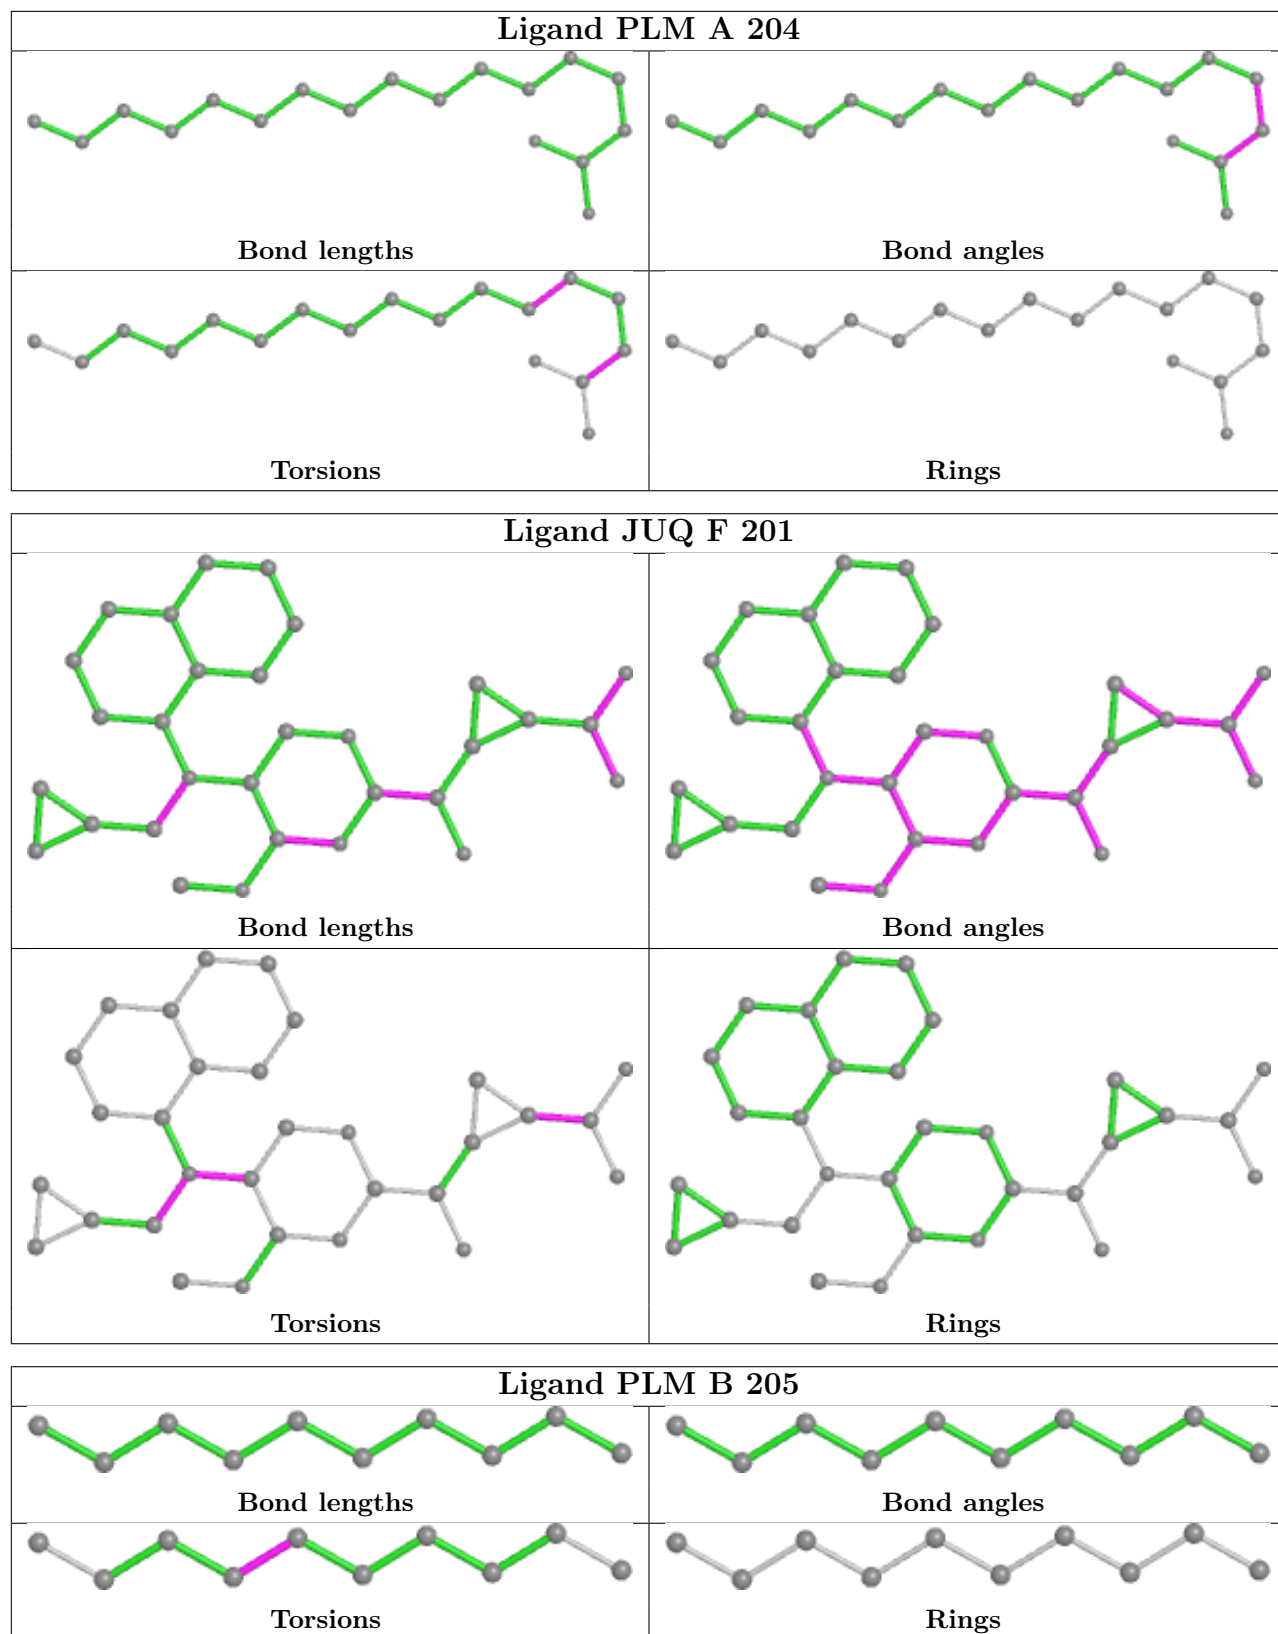 Ligand PLM A 204
Bond lengths
Bond angles
Torsions
Rings
Ligand JUQ F 201
Bond lengths
Bond angles
Torsions
Rings
Ligand PLM B 205
Bond lengths
Bond angles
Torsions
Rings